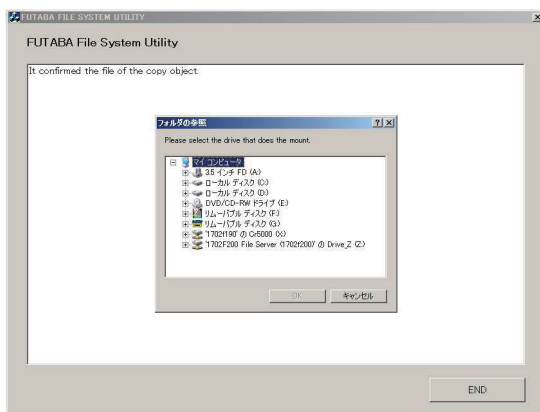 FUTABA FILE SYSTEM UTILITY
FUTABA File System Utility
It confirmed the file of the copy object.
フォルダの参照
Please select the drive that does the mount.
マイ コンピュータ
3.5 インチ FD (A:)
ローカル ディスク (C:)
ローカル ディスク (D:)
DVD/CD-RW ドライブ (E:)
リムーバブル ディスク (F:)
リムーバブル ディスク (G:)
'1702f190' の Cr5000 (X:)
'1702F200 File Server (1702f200)' の Drive_Z (Z:)
OK
キャンセル
END